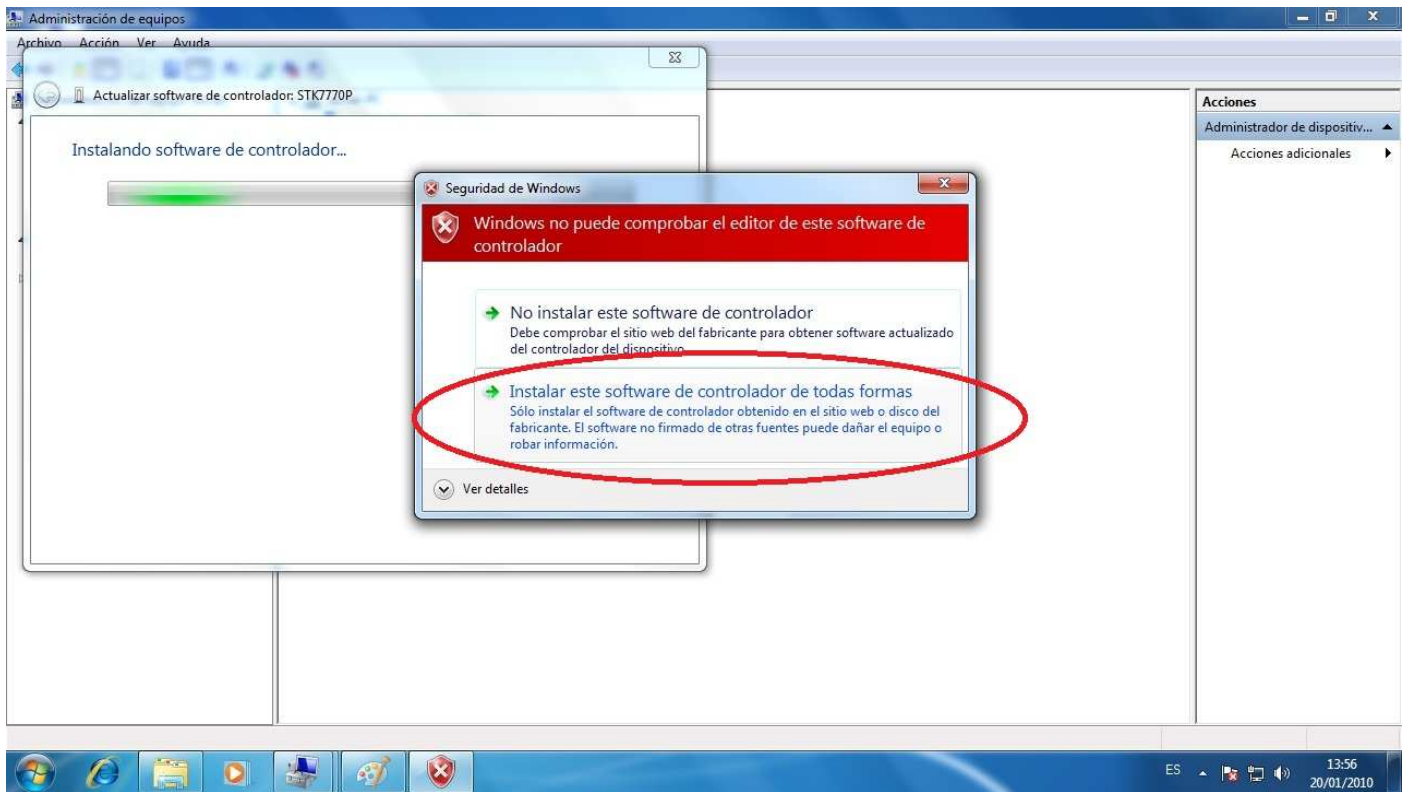 Administración de equipos
Archivo Acción Ver Ayuda
Actualizar software de controlador: STK7770P
Instalando software de controlador...
Seguridad de Windows
Windows no puede comprobar el editor de este software de
controlador
No instalar este software de controlador
Debe comprobar el sitio web del fabricante para obtener software actualizado
del controlador del dispositivo.
Instalar este software de controlador de todas formas
Sólo instalar el software de controlador obtenido en el sitio web o disco del
fabricante. El software no firmado de otras fuentes puede dañar el equipo o
robar información.
Ver detalles
Acciones
Administrador de dispositiv...
Acciones adicionales
ES
13:56
20/01/2010